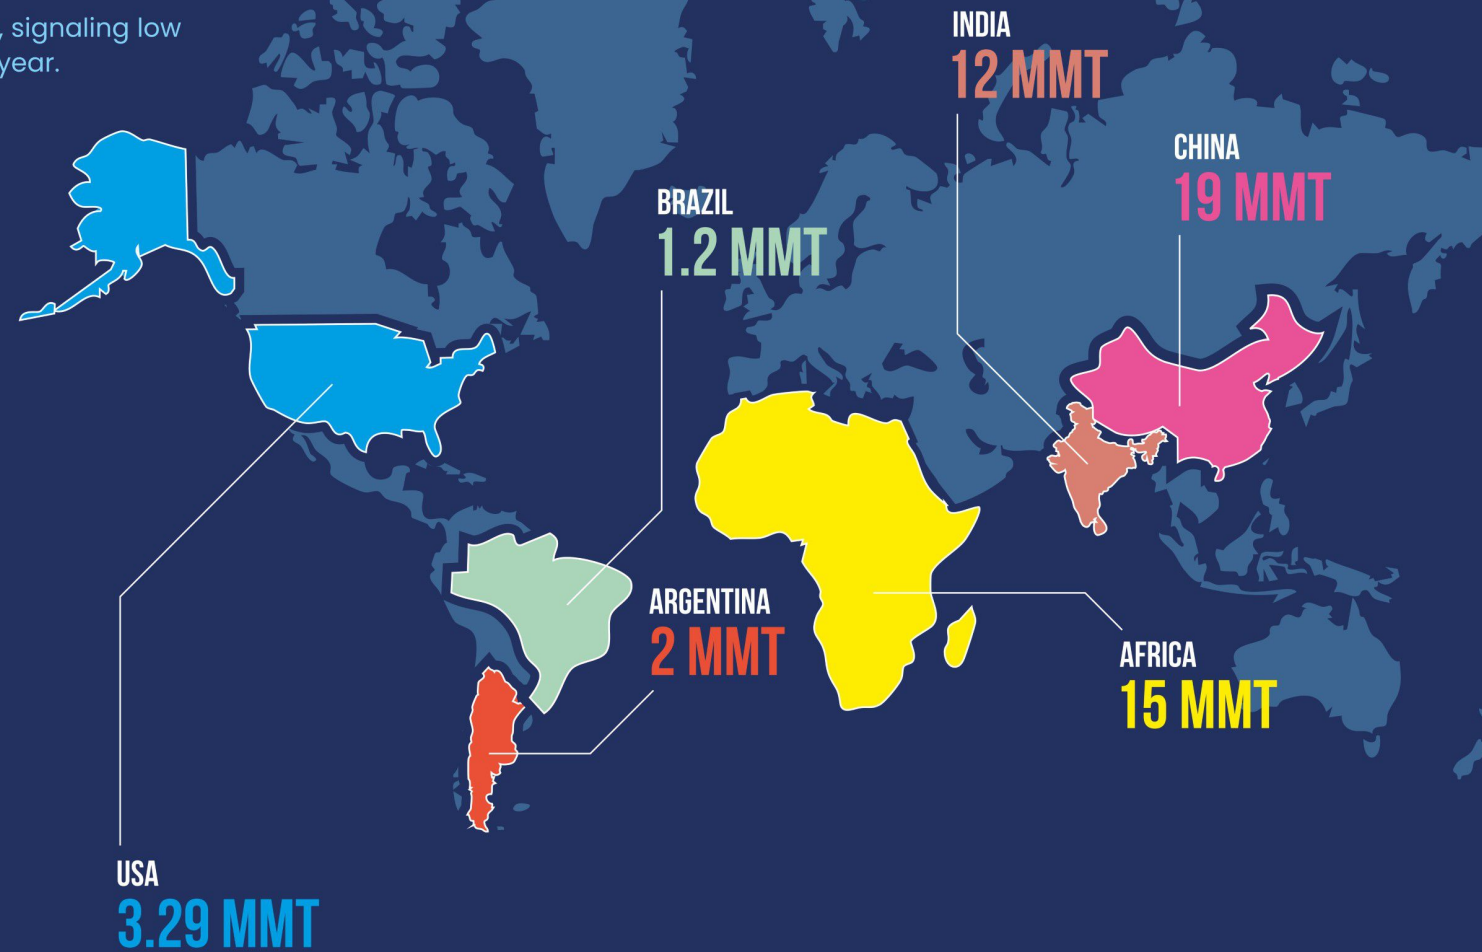 , signaling low
year.
INDIA
12 MMT
CHINA
19 MMT
BRAZIL
1.2 MMT
ARGENTINA
2 MMT
AFRICA
15 MMT
USA
3.29 MMT